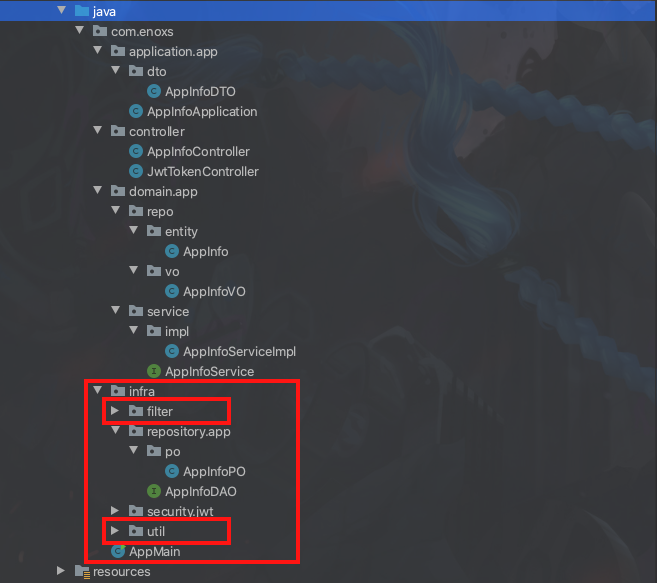 java
com.enoxs
application.app
dto
AppInfoDTO
AppInfoApplication
controller
AppInfoController
JwtTokenController
domain.app
repo
entity
AppInfo
vo
AppInfoVO
service
impl
AppInfoServiceImpl
AppInfoService
infra
filter
repository.app
po
AppInfoPO
AppInfoDAO
security.jwt
util
AppMain
resources